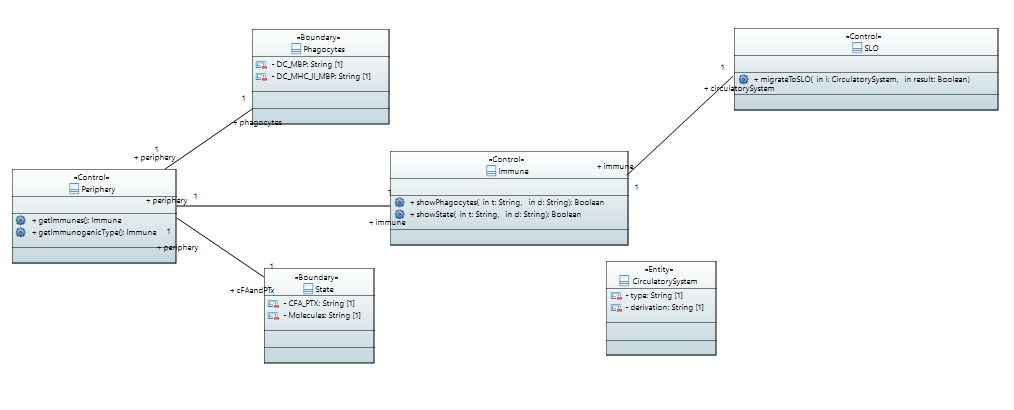 «Boundary»
Phagocytes
- DC_MBP: String [1]
- DC_MHC_II_MBP: String [1]
1
+ phagocytes
1
+ periphery
«Control»
SLO
+ migrateToSLO( in i: CirculatorySystem, in result: Boolean)
1
+ circulatorySystem
«Control»
Periphery
+ getImmunes(): Immune
+ getImmunogenicType(): Immune
+ periphery
1
1
+ periphery
«Control»
Immune
+ showPhagocytes( in t: String, in d: String): Boolean
+ showState( in t: String, in d: String): Boolean
1
+ immune
+ immune
1
«Boundary»
State
- CFA_PTX: String [1]
- Molecules: String [1]
1
+ cFAandPTx
«Entity»
CirculatorySystem
- type: String [1]
- derivation: String [1]